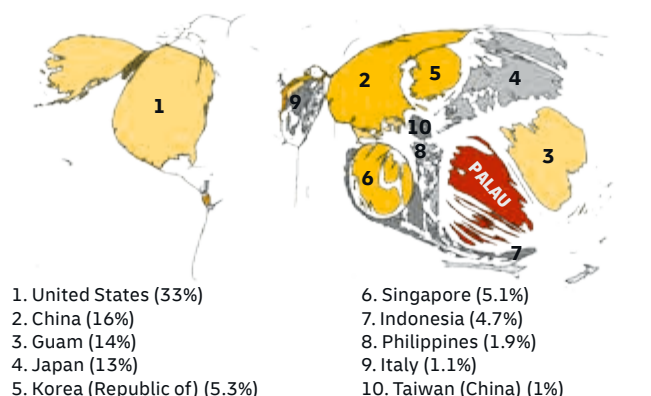 1
2
5
4
9
10
8
3
6
PALAU
7
1. United States (33%)
2. China (16%)
3. Guam (14%)
4. Japan (13%)
5. Korea (Republic of) (5.3%)
6. Singapore (5.1%)
7. Indonesia (4.7%)
8. Philippines (1.9%)
9. Italy (1.1%)
10. Taiwan (China) (1%)